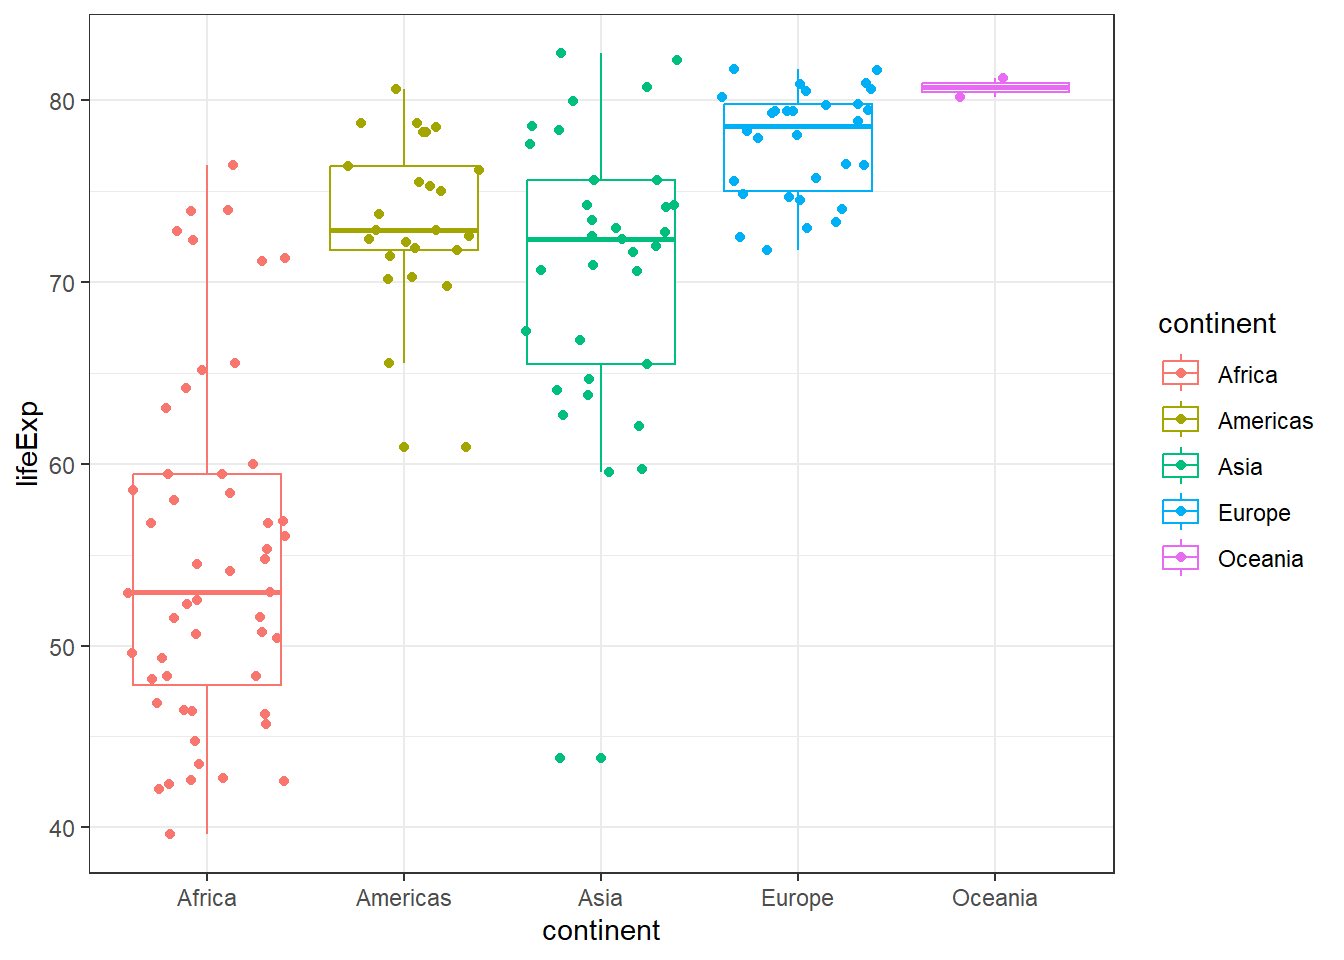 lifeExp
80
70
60
50
40
Africa Americas Asia Europe Oceania
continent
continent
Africa
Americas
Asia
Europe
Oceania